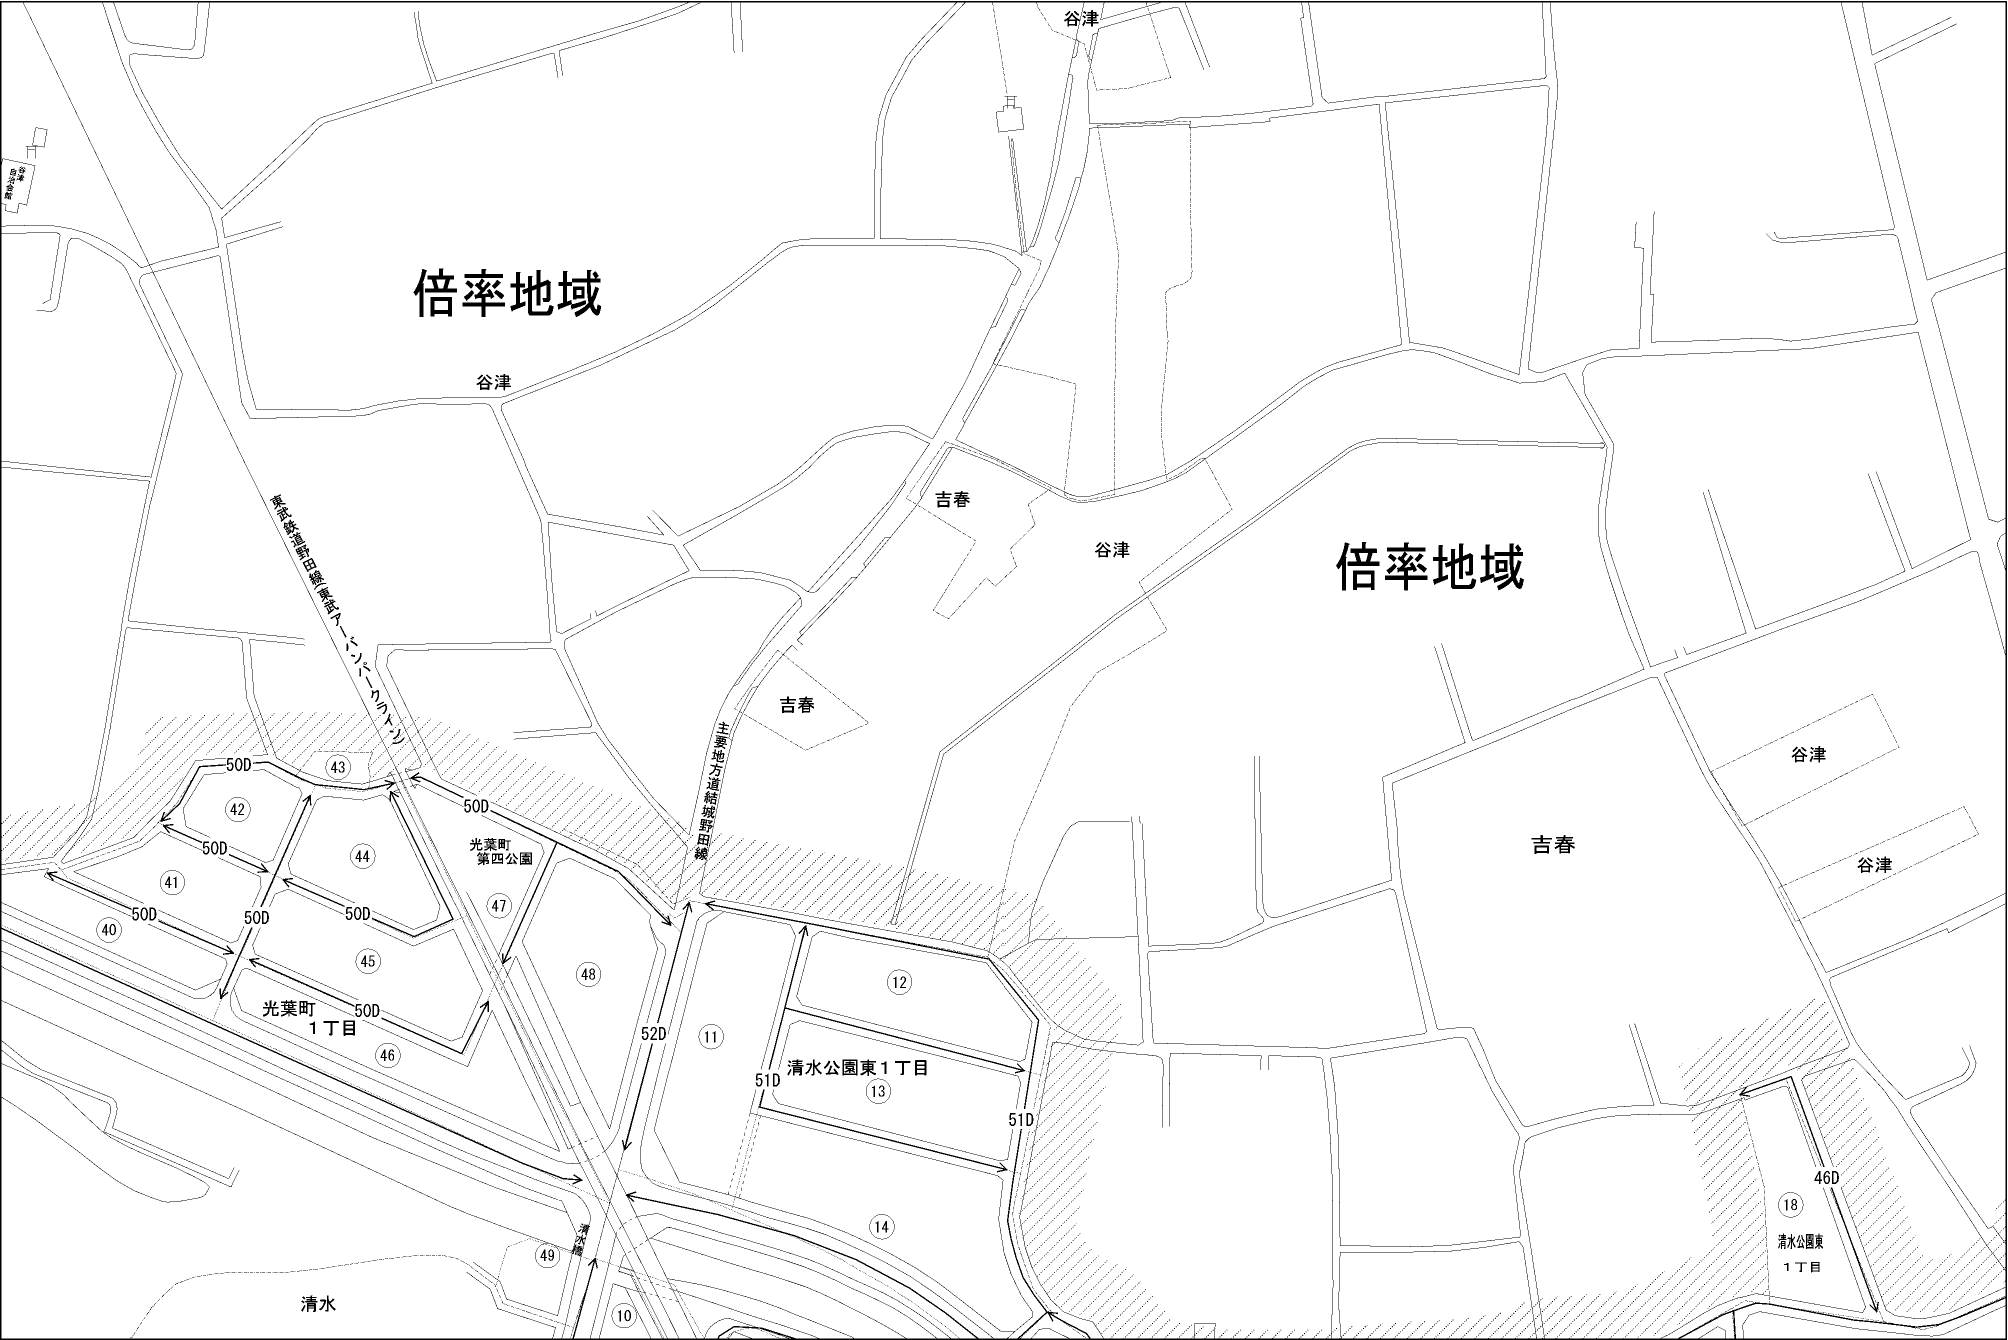 谷津
谷津
自治会館
倍率地域
谷津
東武鉄道野田線(東武アーバンパークライン)
吉春
谷津
倍率地域
吉春
主要地方道結城野田線
谷津
谷津
吉春
50D
43
50D
42
50D
44
光葉町
第四公園
41
50D
50D
50D
47
40
45
48
光葉町
1丁目
50D
46
52D
11
12
清水公園東1丁目
13
51D
51D
14
46D
18
清水公園東
1丁目
清水橋
49
清水
10